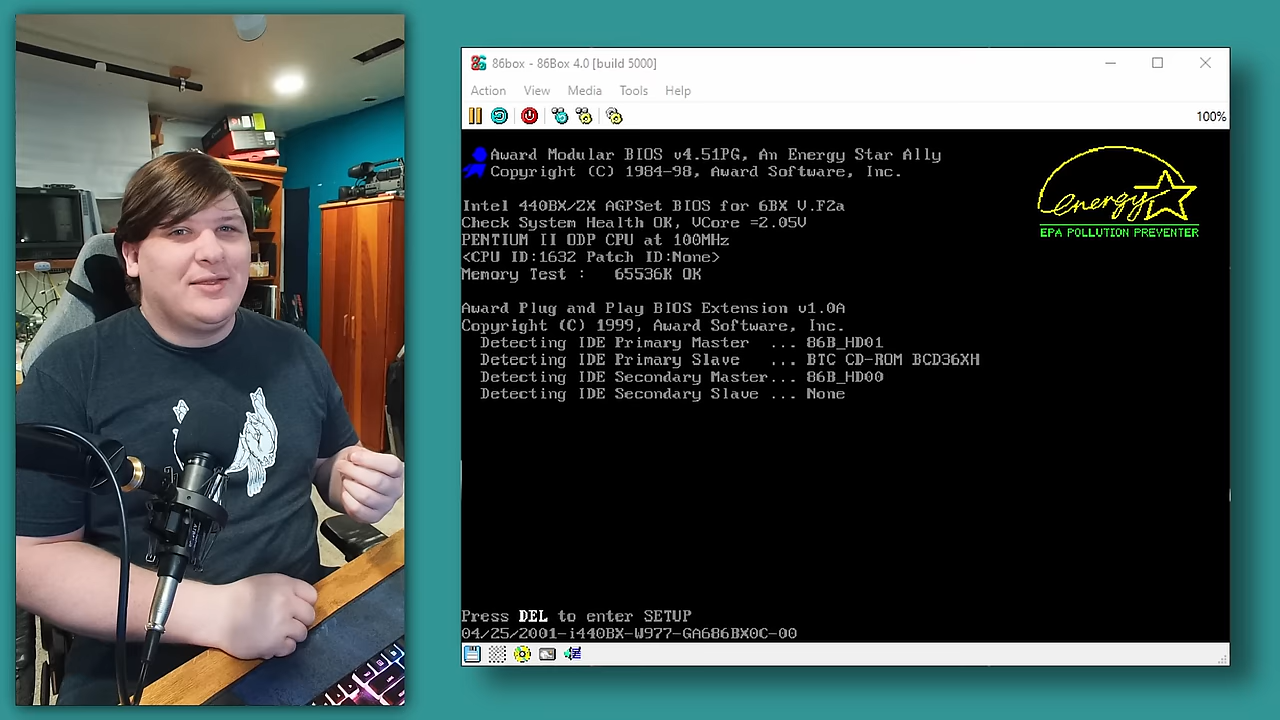 86box - 86Box 4.0 [build 5000]
Action View Media Tools Help
100%
Award Modular BIOS v4.51PG, An Energy Star Ally
Copyright (C) 1984-98, Award Software, Inc.
energy
EPA POLLUTION PREVENTER
Intel 440BX/ZX AGPSet BIOS for 6BX V.F2a
Check System Health OK, VCore =2.05V
PENTIUM II ODP CPU at 100MHz
<CPU ID:1632 Patch ID:None>
Memory Test : 65536K OK
Award Plug and Play BIOS Extension v1.0A
Copyright (C) 1999, Award Software, Inc.
Detecting IDE Primary Master ... 86B_HD01
Detecting IDE Primary Slave ... BTC CD-ROM BCD36XH
Detecting IDE Secondary Master... 86B_HD00
Detecting IDE Secondary Slave ... None
Press DEL to enter SETUP
04/25/2001-i440BX-W977-GA686BX0C-00